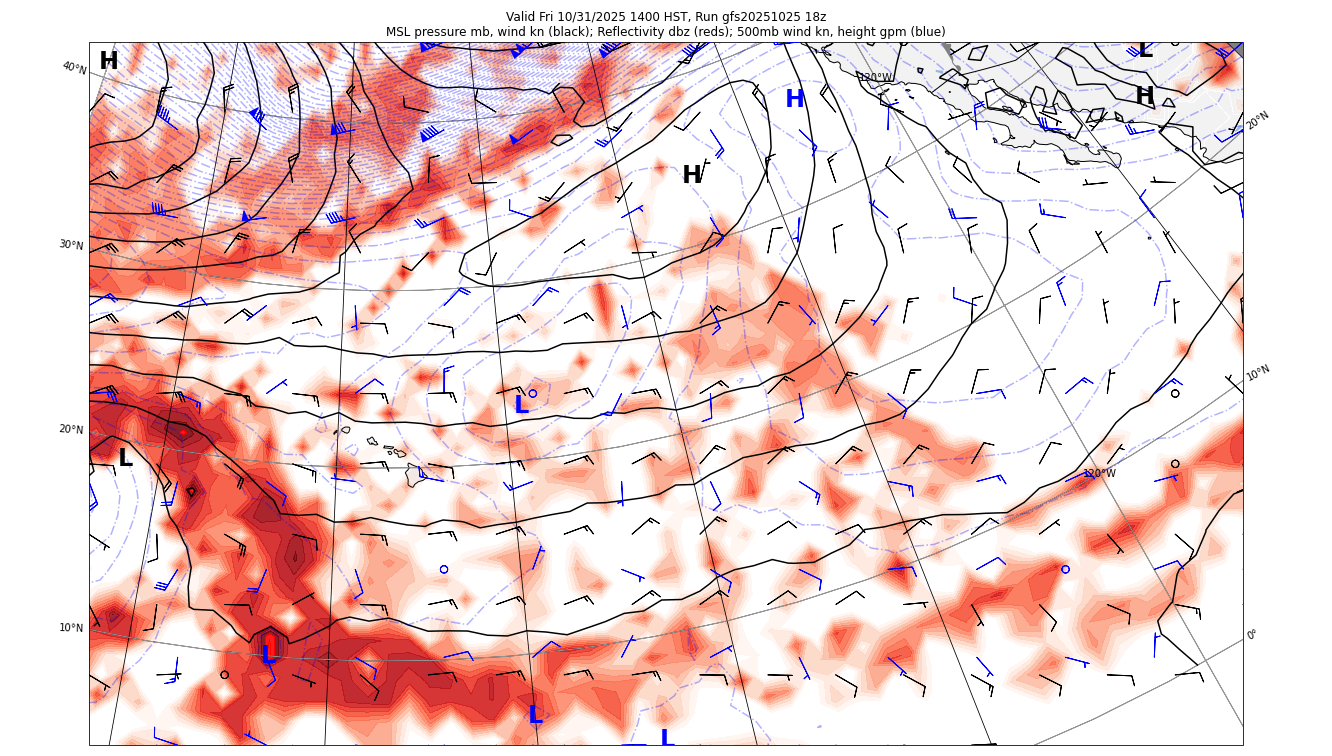 Valid Fri 10/31/2025 1400 HST, Run gfs20251025 18z
MSL pressure mb, wind kn (black); Reflectivity dbz (reds); 500mb wind kn, height gpm (blue)
40°N
H
H
120°W
L
H
20°N
H
30°N
10°N
L
20°N
L
120°W
10°N
0°
L
L
L